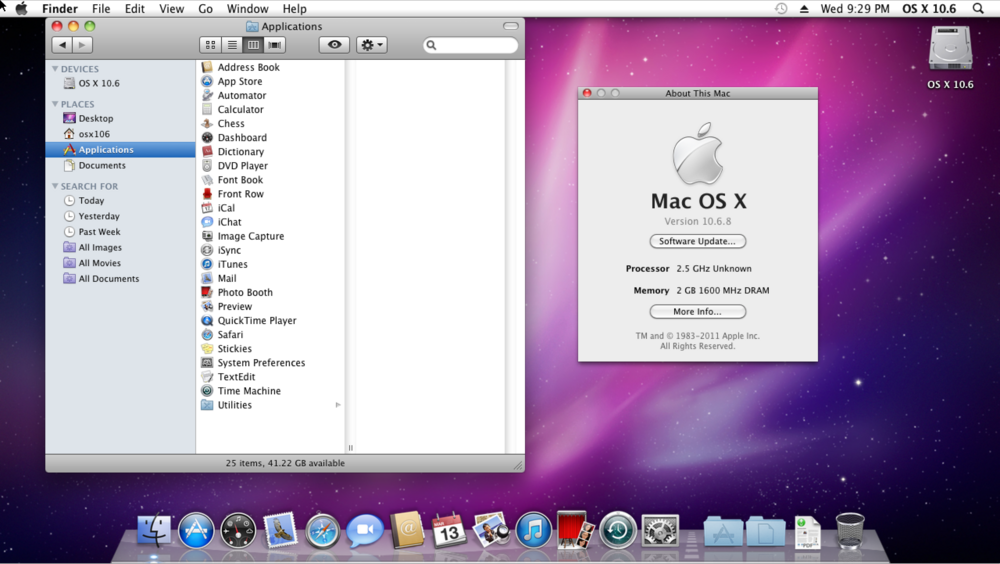 Finder File Edit View Go Window Help Wed 9:29 PM OS X 10.6
Applications
DEVICES
OS X 10.6
PLACES
Desktop
osx106
Applications
Documents
SEARCH FOR
Today
Yesterday
Past Week
All Images
All Movies
All Documents
Address Book
App Store
Automator
Calculator
Chess
Dashboard
Dictionary
DVD Player
Font Book
Front Row
iCal
iChat
Image Capture
iSync
iTunes
Mail
Photo Booth
Preview
QuickTime Player
Safari
Stickies
System Preferences
TextEdit
Time Machine
Utilities
25 items, 41.22 GB available
About This Mac
Mac OS X
Version 10.6.8
Software Update...
Processor 2.5 GHz Unknown
Memory 2 GB 1600 MHz DRAM
More Info...
TM and © 1983-2011 Apple Inc.
All Rights Reserved.
OS X 10.6
MAR
13